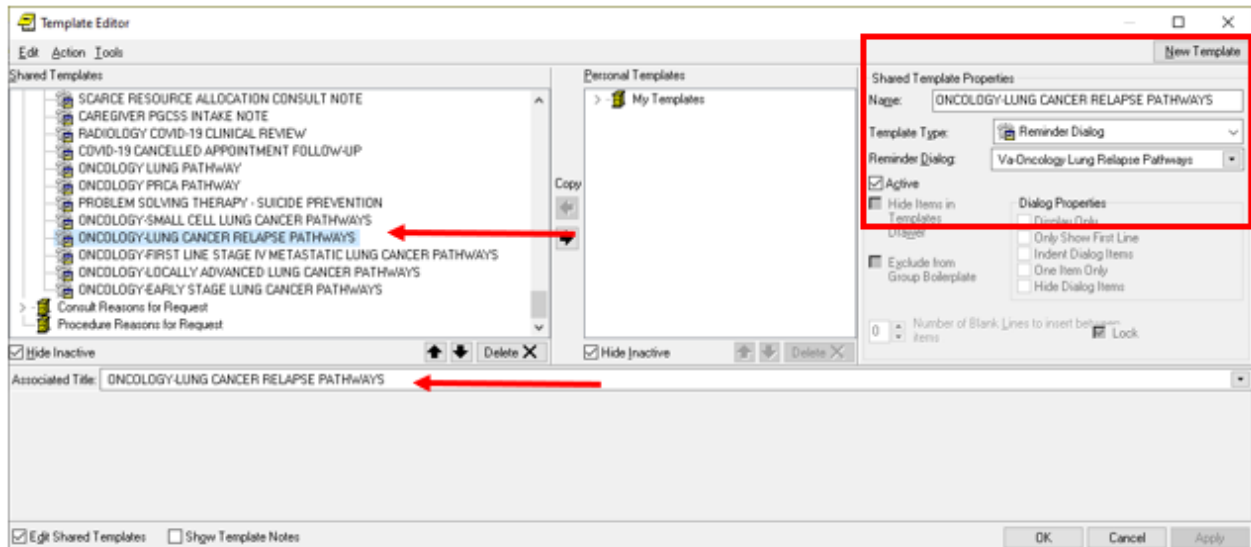 Template Editor
Edit Action Tools
New Template
Shared Templates
SCARCE RESOURCE ALLOCATION CONSULT NOTE
CAREGIVER PGCSS INTAKE NOTE
RADIOLOGY COVID-19 CLINICAL REVIEW
COVID-19 CANCELLED APPOINTMENT FOLLOW-UP
ONCOLOGY LUNG PATHWAY
ONCOLOGY PRCA PATHWAY
PROBLEM SOLVING THERAPY - SUICIDE PREVENTION
ONCOLOGY-SMALL CELL LUNG CANCER PATHWAYS
ONCOLOGY-LUNG CANCER RELAPSE PATHWAYS
ONCOLOGY-FIRST LINE STAGE IV METASTATIC LUNG CANCER PATHWAYS
ONCOLOGY-LOCALLY ADVANCED LUNG CANCER PATHWAYS
ONCOLOGY-EARLY STAGE LUNG CANCER PATHWAYS
Consult Reasons for Request
Procedure Reasons for Request
Hide Inactive
Delete X
Copy
Personal Templates
My Templates
Hide Inactive
Delete X
Shared Template Properties
Name: ONCOLOGY-LUNG CANCER RELAPSE PATHWAYS
Template Type: Reminder Dialog
Reminder Dialog: Va-Oncology Lung Relapse Pathways
Active
Hide Items in
Templates
Drawer
Exclude from
Group Boilerplate
Dialog Properties
Display Only
Only Show First Line
Indent Dialog Items
One Item Only
Hide Dialog Items
0 Number of Blank Lines to insert between
items
Lock
Associated Title: ONCOLOGY-LUNG CANCER RELAPSE PATHWAYS
Edit Shared Templates Show Template Notes
OK Cancel Apply